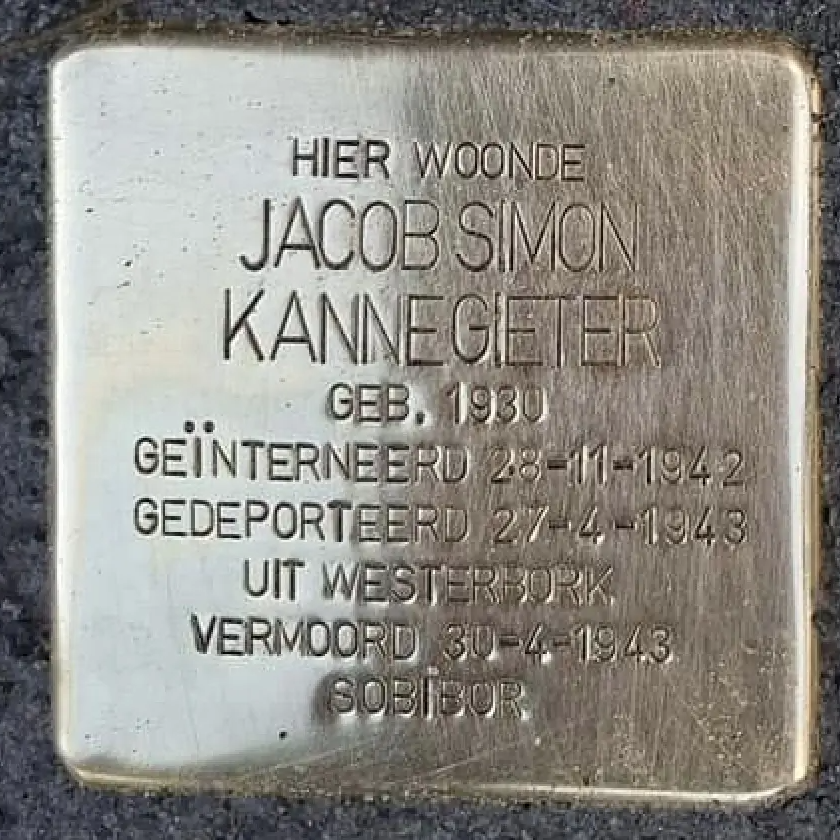 HIER WOONDE
JACOB SIMON
KANNEGIETER
GEB. 1930
GEÏNTERNEERD 28-11-1942
GEDEPORTEERD 27-4-1943
UIT WESTERBORK
VERMOORD 30-4-1943
SOBIBOR